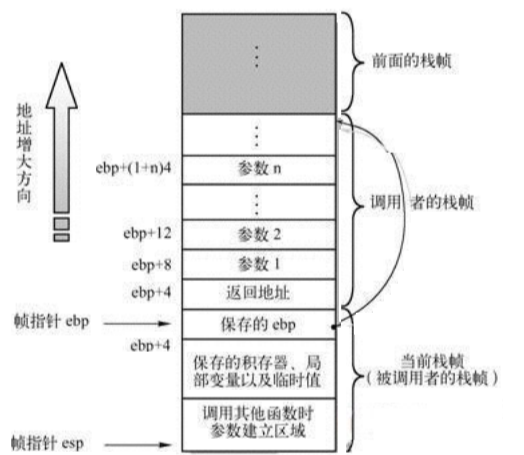 前面的栈帧
地址增大方向
ebp+(1+n)4
参数 n
调用 者的栈帧
ebp+12
参数 2
ebp+8
参数 1
ebp+4
返回地址
帧指针 ebp
保存的 ebp
ebp+4
保存的积存器、局
部变量以及临时值
当前栈帧
(被调用者的栈帧)
调用其他函数时
参数建立区域
帧指针 esp